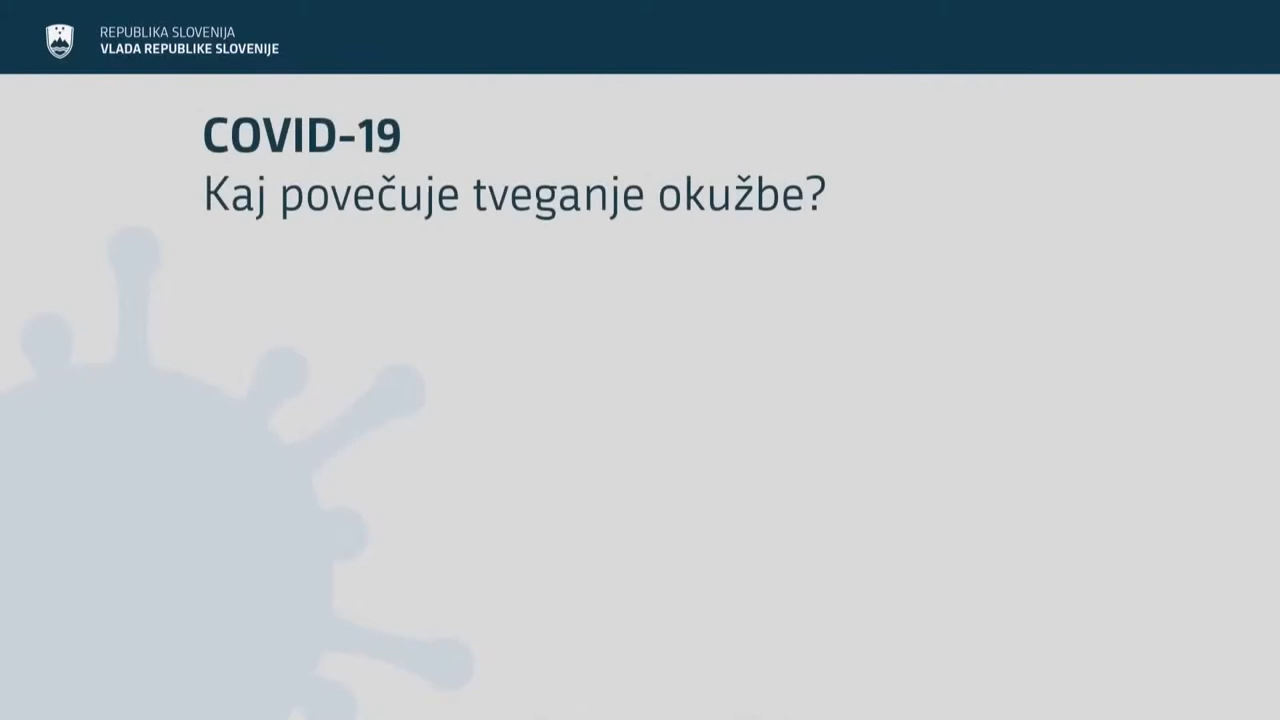 REPUBLIKA SLOVENIJA
VLADA REPUBLIKE SLOVENIJE
COVID-19
Kaj povečuje tveganje okužbe?